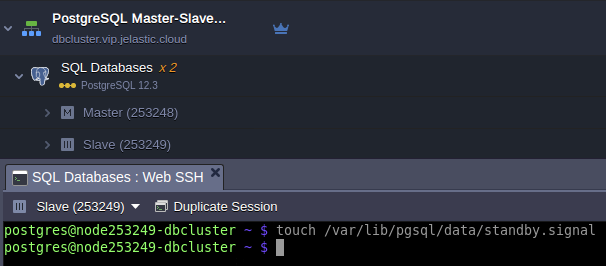 PostgreSQL Master-Slave...
dbcluster.vip.jelastic.cloud
SQL Databases x 2
PostgreSQL 12.3
M Master (253248)
Slave (253249)
SQL Databases : Web SSH
Slave (253249) Duplicate Session
postgres@node253249-dbcluster ~ $ touch /var/lib/pgsql/data/standby.signal
postgres@node253249-dbcluster ~ $